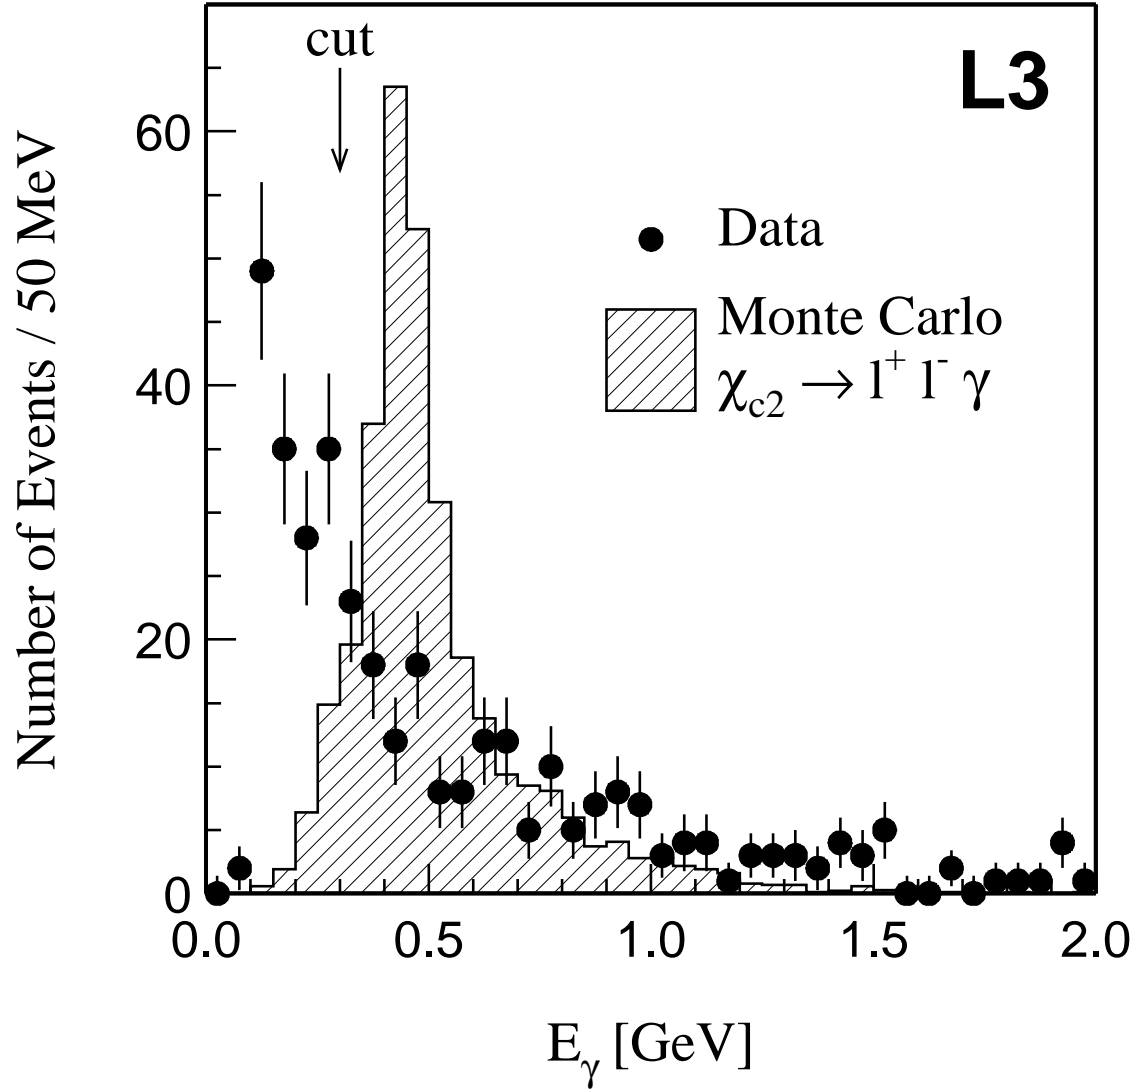 cut
L3
Data
Monte Carlo
χc2 → l+ l- γ
Number of Events / 50 MeV
60
40
20
0
0.0 0.5 1.0 1.5 2.0
Eγ [GeV]